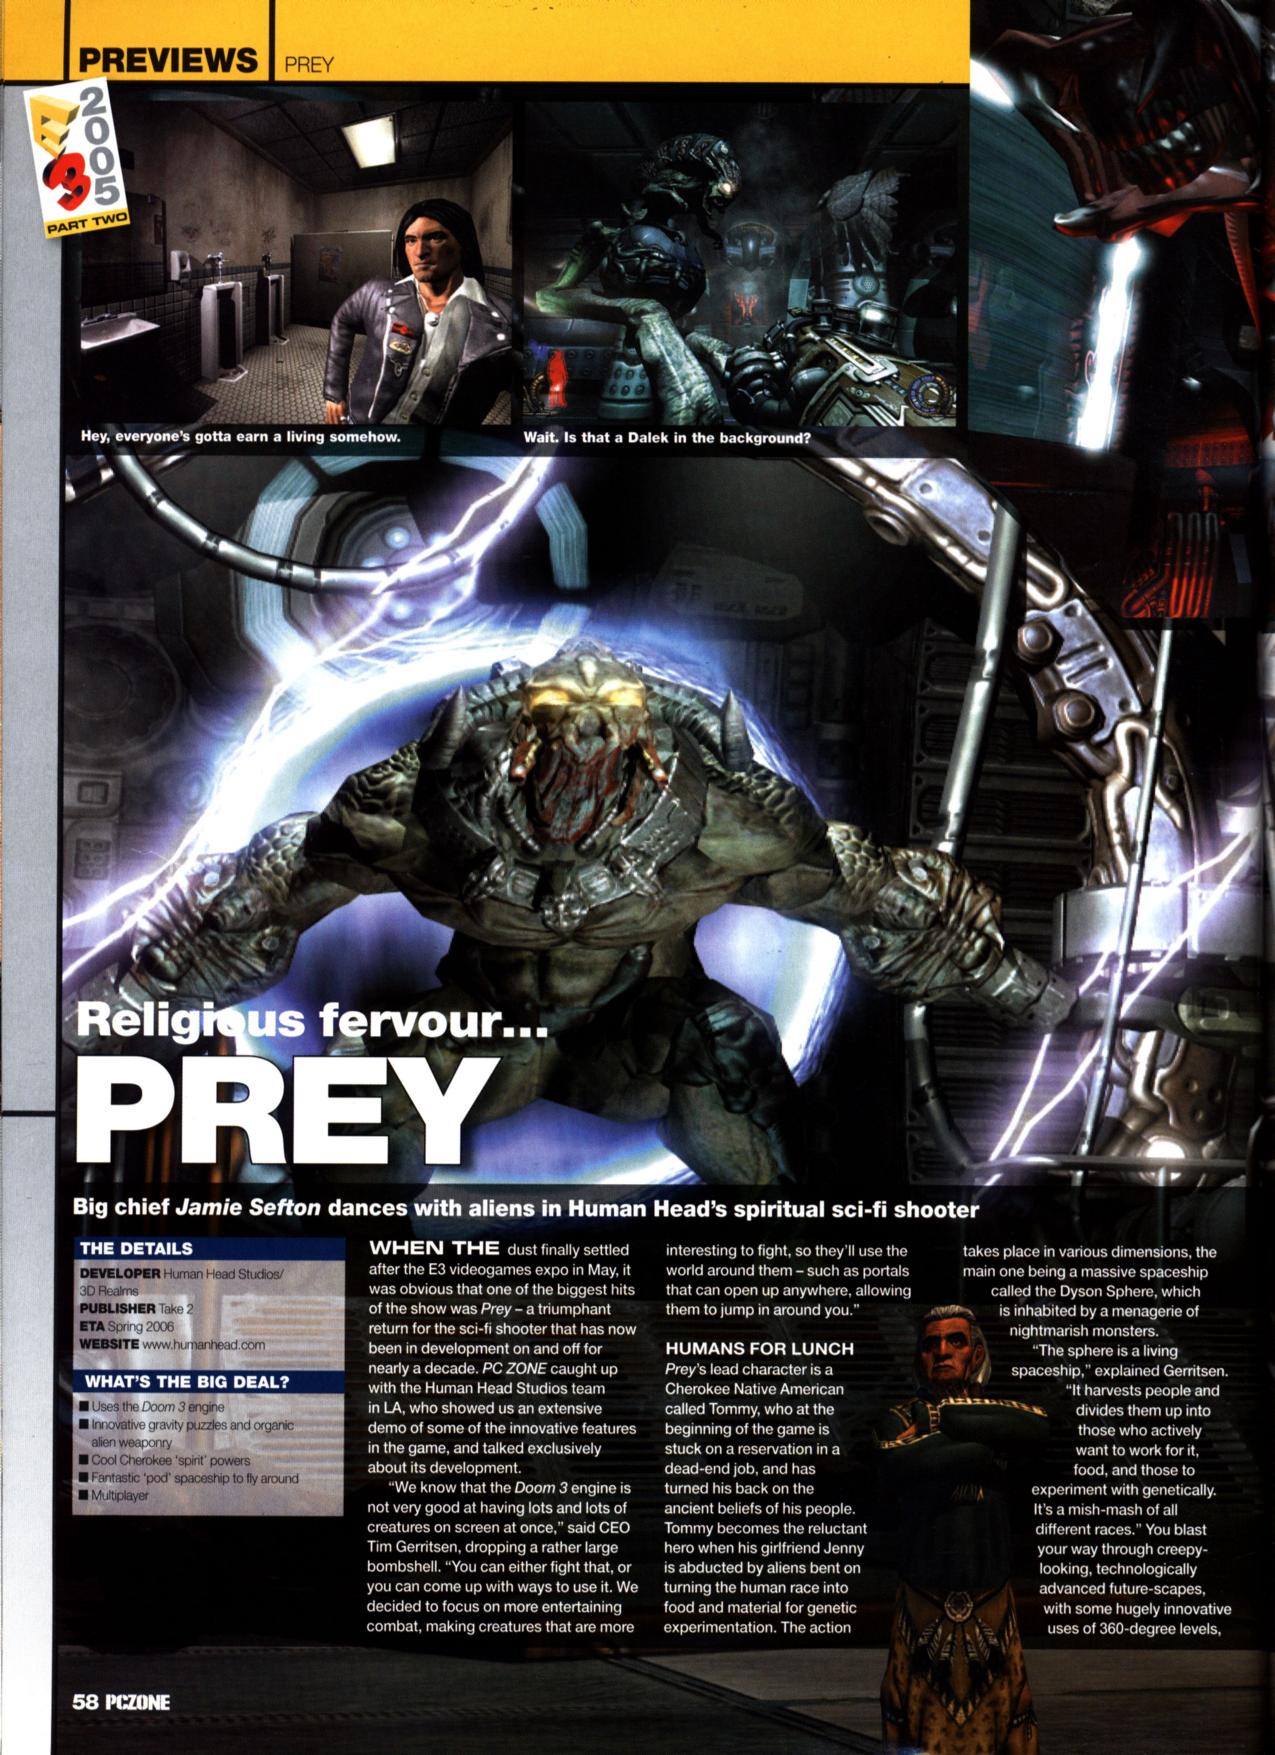 PREVIEWS PREY
E3 2005
PART TWO
Hey, everyone's gotta earn a living somehow.
Wait. Is that a Dalek in the background?
Religious fervour...
PREY
Big chief Jamie Sefton dances with aliens in Human Head's spiritual sci-fi shooter
THE DETAILS
DEVELOPER Human Head Studios/
3D Realms
PUBLISHER Take 2
ETA Spring 2006
WEBSITE www.humanhead.com
WHAT'S THE BIG DEAL?
■ Uses the Doom 3 engine
■ Innovative gravity puzzles and organic
alien weaponry
■ Cool Cherokee 'spirit' powers
■ Fantastic 'pod' spaceship to fly around
■ Multiplayer
WHEN THE dust finally settled
after the E3 videogames expo in May, it
was obvious that one of the biggest hits
of the show was Prey – a triumphant
return for the sci-fi shooter that has now
been in development on and off for
nearly a decade. PC ZONE caught up
with the Human Head Studios team
in LA, who showed us an extensive
demo of some of the innovative features
in the game, and talked exclusively
about its development.
"We know that the Doom 3 engine is
not very good at having lots and lots of
creatures on screen at once," said CEO
Tim Gerritsen, dropping a rather large
bombshell. "You can either fight that, or
you can come up with ways to use it. We
decided to focus on more entertaining
combat, making creatures that are more
interesting to fight, so they'll use the
world around them – such as portals
that can open up anywhere, allowing
them to jump in around you."
HUMANS FOR LUNCH
Prey's lead character is a
Cherokee Native American
called Tommy, who at the
beginning of the game is
stuck on a reservation in a
dead-end job, and has
turned his back on the
ancient beliefs of his people.
Tommy becomes the reluctant
hero when his girlfriend Jenny
is abducted by aliens bent on
turning the human race into
food and material for genetic
experimentation. The action
takes place in various dimensions, the
main one being a massive spaceship
called the Dyson Sphere, which
is inhabited by a menagerie of
nightmarish monsters.
"The sphere is a living
spaceship," explained Gerritsen.
"It harvests people and
divides them up into
those who actively
want to work for it,
food, and those to
experiment with genetically.
It's a mish-mash of all
different races." You blast
your way through creepy-
looking, technologically
advanced future-scapes,
with some hugely innovative
uses of 360-degree levels,
58 PCZONE